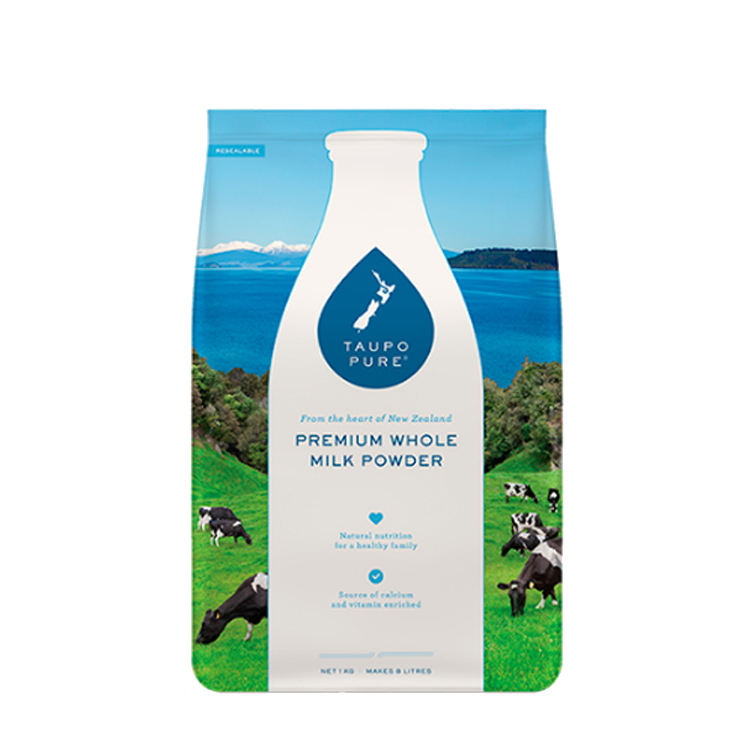 RESEALABLE
TAUPO
PURE®
From the heart of New Zealand
PREMIUM WHOLE
MILK POWDER
Natural nutrition
for a healthy family
Source of calcium
and vitamin enriched
NET 1 KG | MAKES 8 LITRES